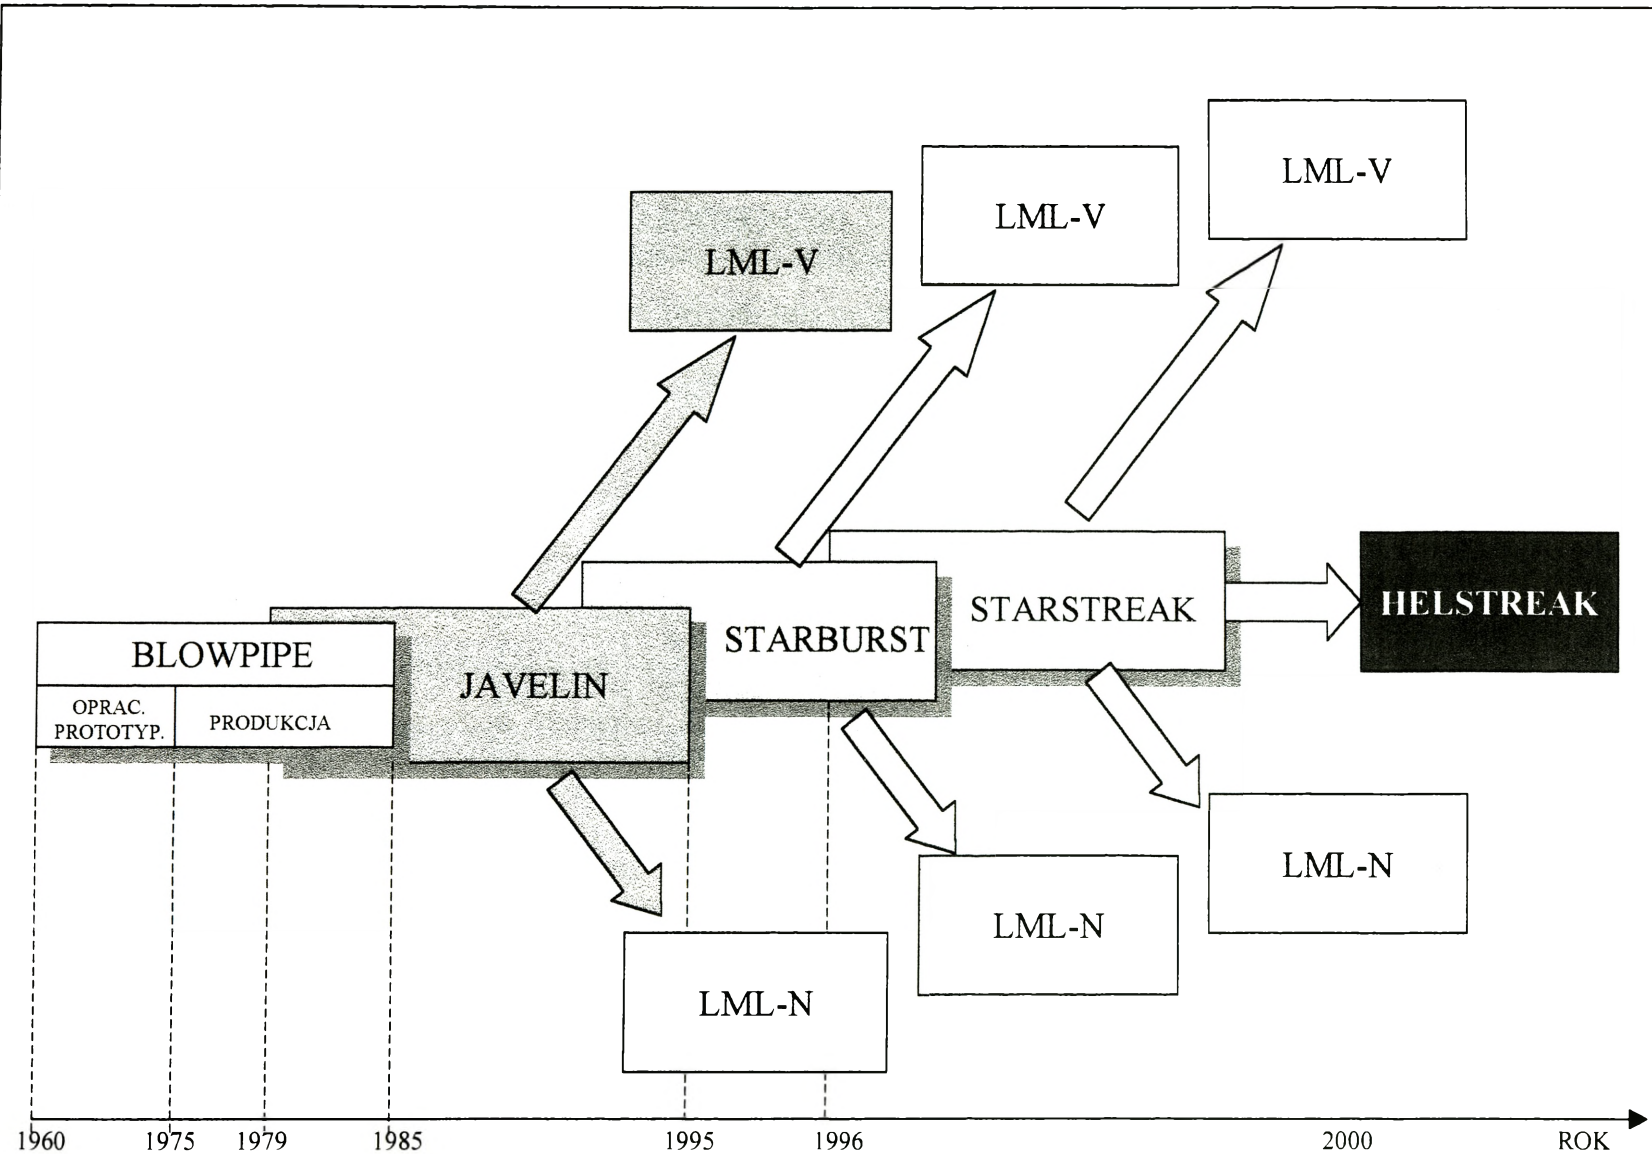 LML-V
LML-V
LML-V
HELSTREAK
STARSTREAK
STARBURST
BLOWPIPE
JAVELIN
OPRAC.
PROTOTYP.
PRODUKCJA
LML-N
LML-N
LML-N
1960
1975
1979
1985
1995
1996
2000
ROK